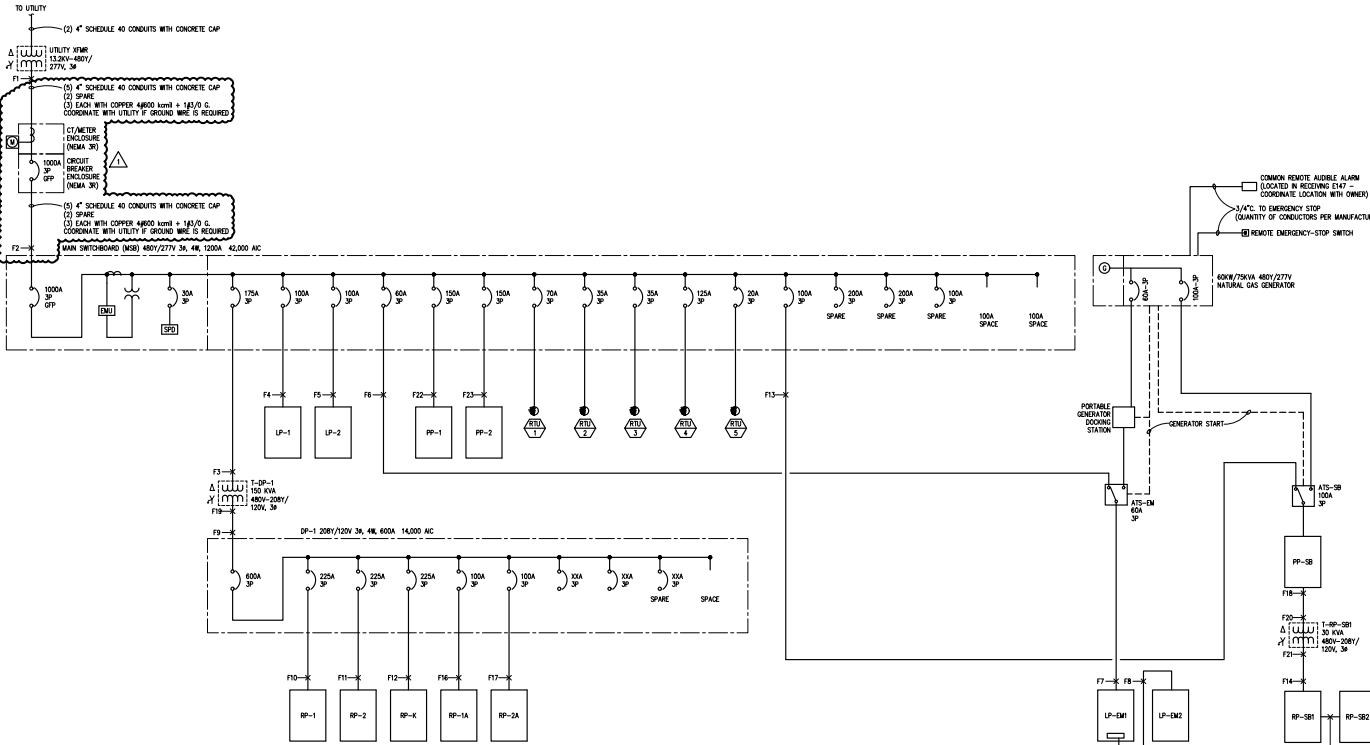 TO UTILITY
(2) 4" SCHEDULE 40 CONDUITS WITH CONCRETE CAP
UTILITY XFMR
13.2KV-480Y/
277V, 3ø
Δ
Y
F1
(5) 4" SCHEDULE 40 CONDUITS WITH CONCRETE CAP
(2) SPARE
(3) EACH WITH COPPER 4#600 kcmil + 1#3/0 G.
COORDINATE WITH UTILITY IF GROUND WIRE IS REQUIRED
M
CT/METER
ENCLOSURE
(NEMA 3R)
1000A
3P
GFP
CIRCUIT
BREAKER
ENCLOSURE
(NEMA 3R)
1
(5) 4" SCHEDULE 40 CONDUITS WITH CONCRETE CAP
(2) SPARE
(3) EACH WITH COPPER 4#600 kcmil + 1#3/0 G.
COORDINATE WITH UTILITY IF GROUND WIRE IS REQUIRED
F2
MAIN SWITCHBOARD (MSB) 480Y/277V 3ø, 4W, 1200A 42,000 AIC
1000A
3P
GFP
EMU
30A
3P
SPD
175A
3P
100A
3P
100A
3P
60A
3P
150A
3P
150A
3P
70A
3P
35A
3P
35A
3P
125A
3P
20A
3P
100A
3P
200A
3P
SPARE
200A
3P
SPARE
100A
3P
SPARE
100A
SPACE
100A
SPACE
COMMON REMOTE AUDIBLE ALARM
(LOCATED IN RECEIVING E147 -
COORDINATE LOCATION WITH OWNER)
3/4"C. TO EMERGENCY STOP
(QUANTITY OF CONDUCTORS PER MANUFACTU
REMOTE EMERGENCY-STOP SWITCH
G
60A-3P
100A-3P
60KW/75KVA 480Y/277V
NATURAL GAS GENERATOR
F4
LP-1
F5
LP-2
F6
F22
PP-1
F23
PP-2
RTU
1
RTU
2
RTU
3
RTU
4
RTU
5
F13
PORTABLE
GENERATOR
DOCKING
STATION
GENERATOR START
F3
Δ
Y
T-DP-1
150 KVA
480V-208Y/
120V, 3ø
F19
F9
ATS-EM
60A
3P
ATS-SB
100A
3P
DP-1 208Y/120V 3ø, 4W, 600A 14,000 AIC
600A
3P
225A
3P
225A
3P
225A
3P
100A
3P
100A
3P
XXA
3P
XXA
3P
XXA
3P
SPARE
SPACE
PP-SB
F18
F20
Δ
Y
T-RP-SB1
30 KVA
480V-208Y/
120V, 3ø
F21
F10
RP-1
F11
RP-2
F12
RP-K
F16
RP-1A
F17
RP-2A
F7
LP-EM1
F8
LP-EM2
F14
RP-SB1
RP-SB2